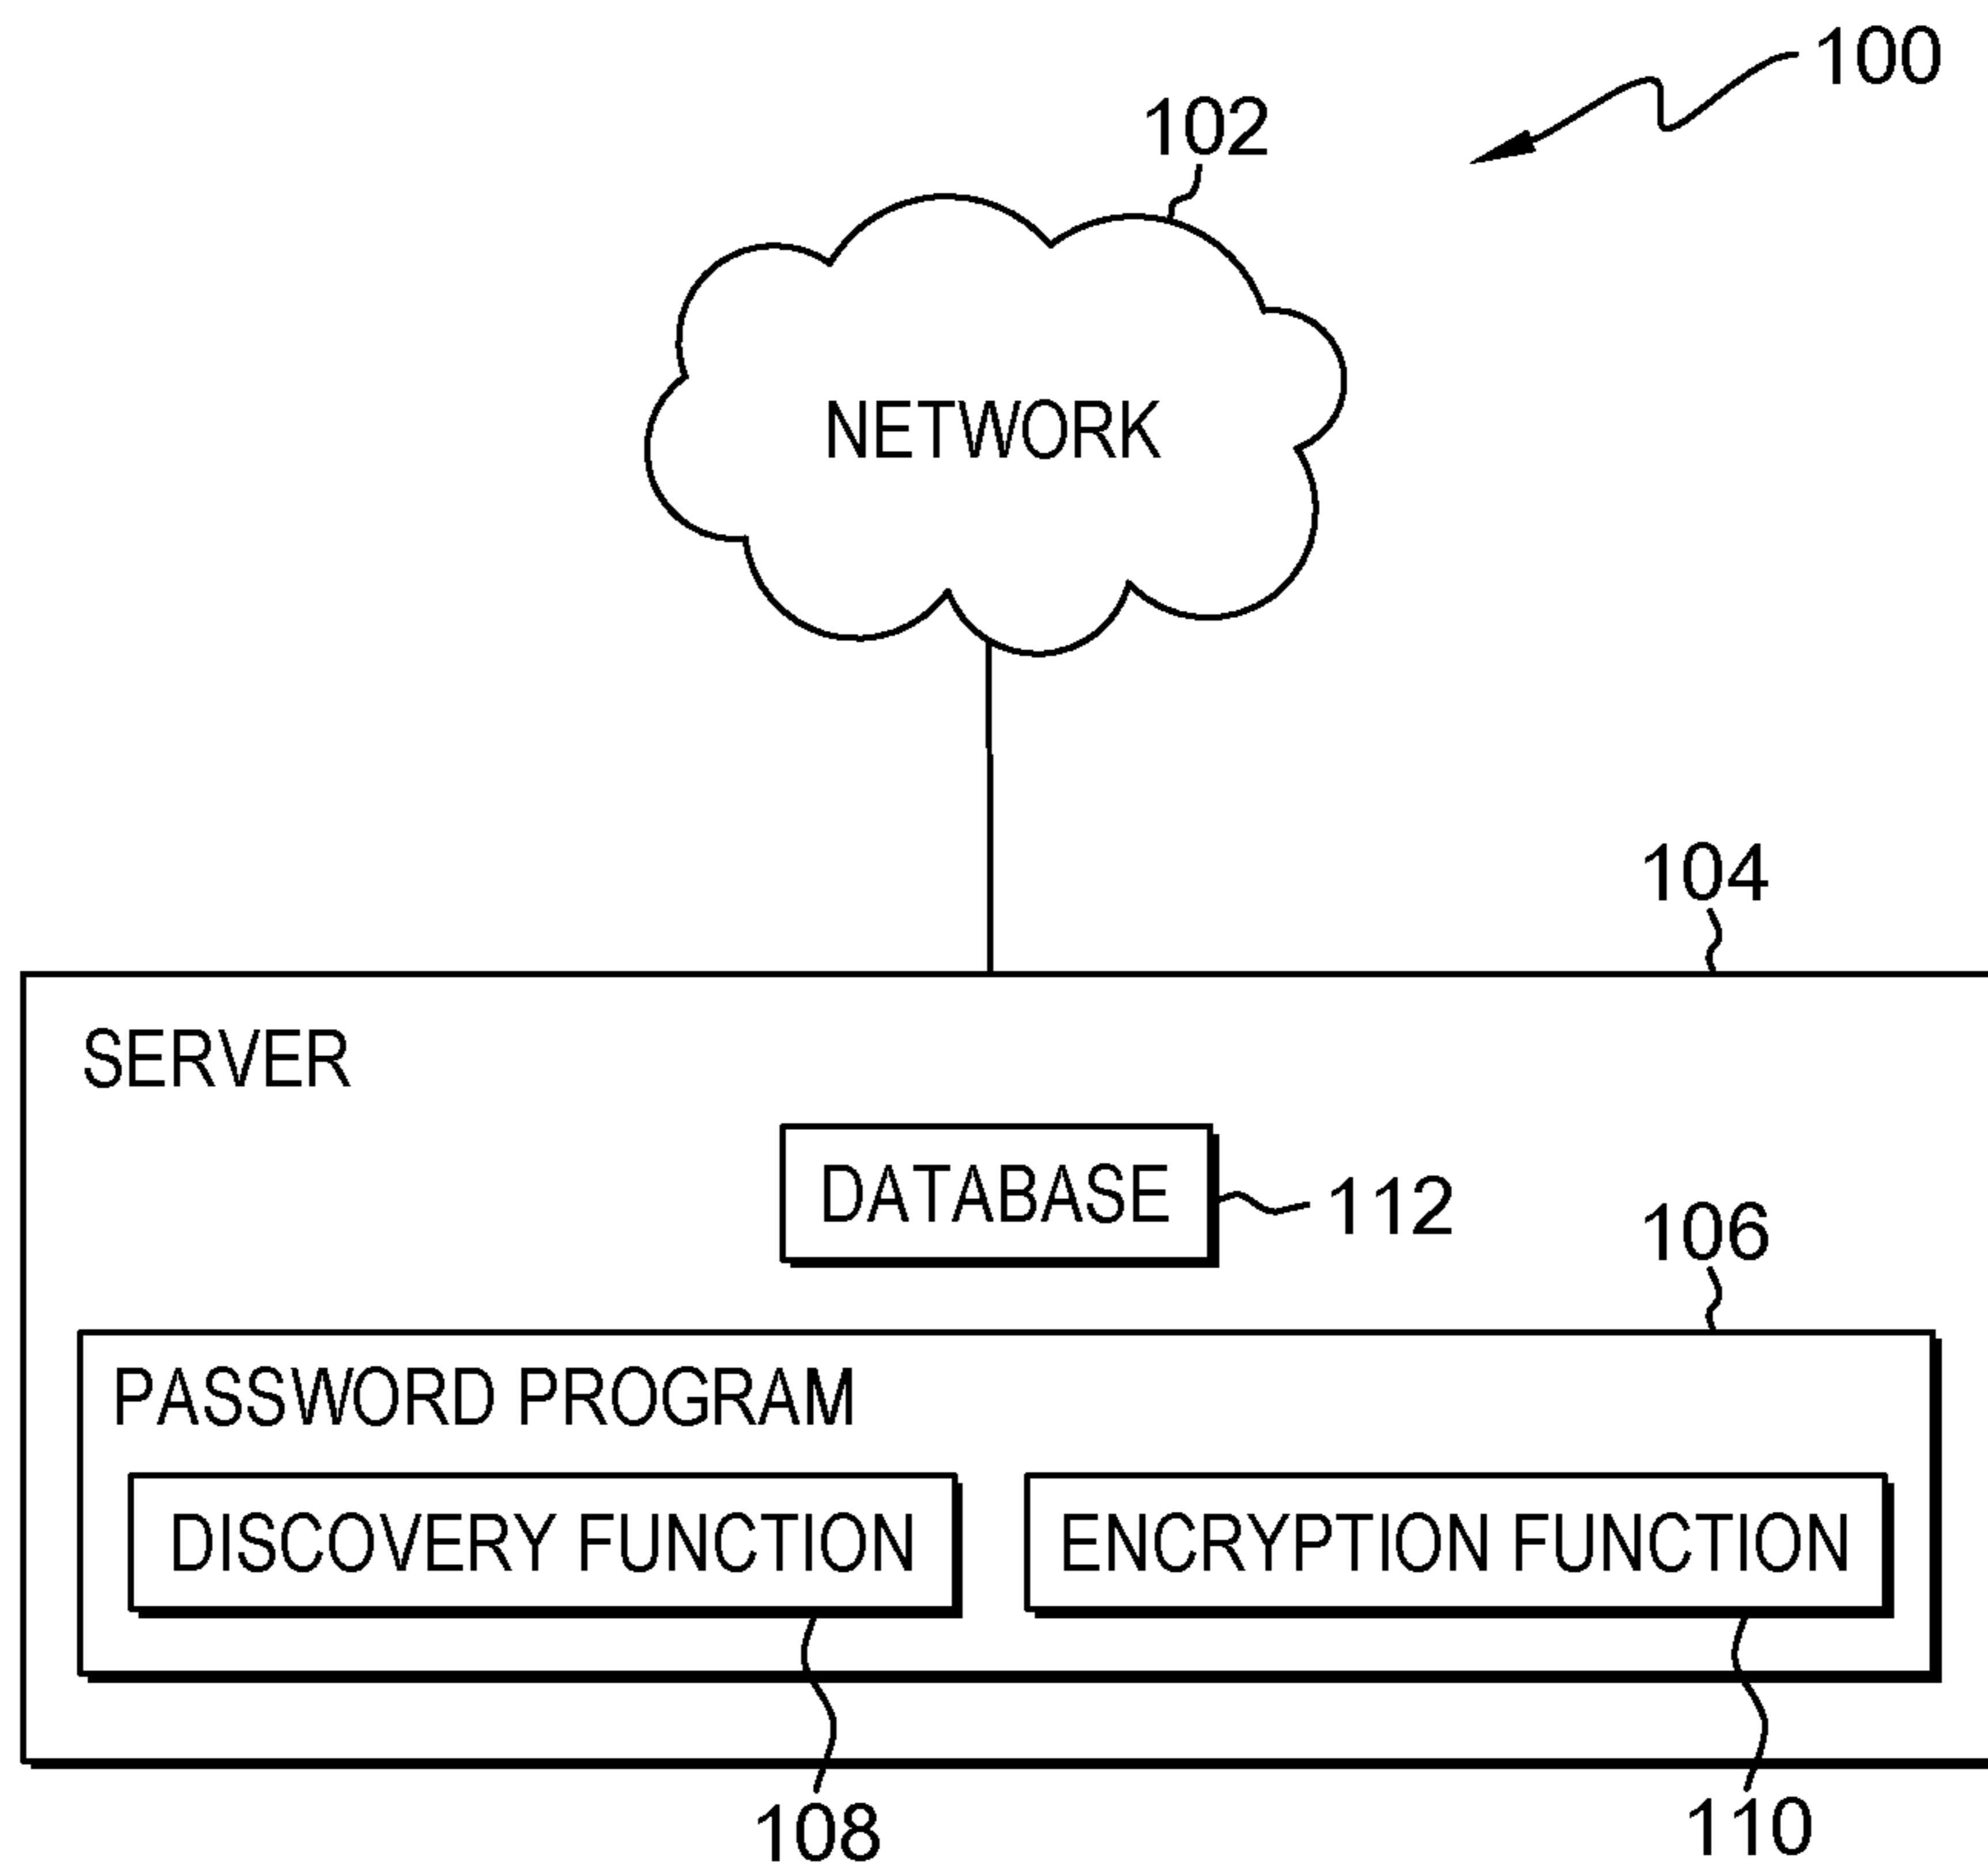 100
102
NETWORK
104
SERVER
DATABASE
112
106
PASSWORD PROGRAM
DISCOVERY FUNCTION
ENCRYPTION FUNCTION
108
110